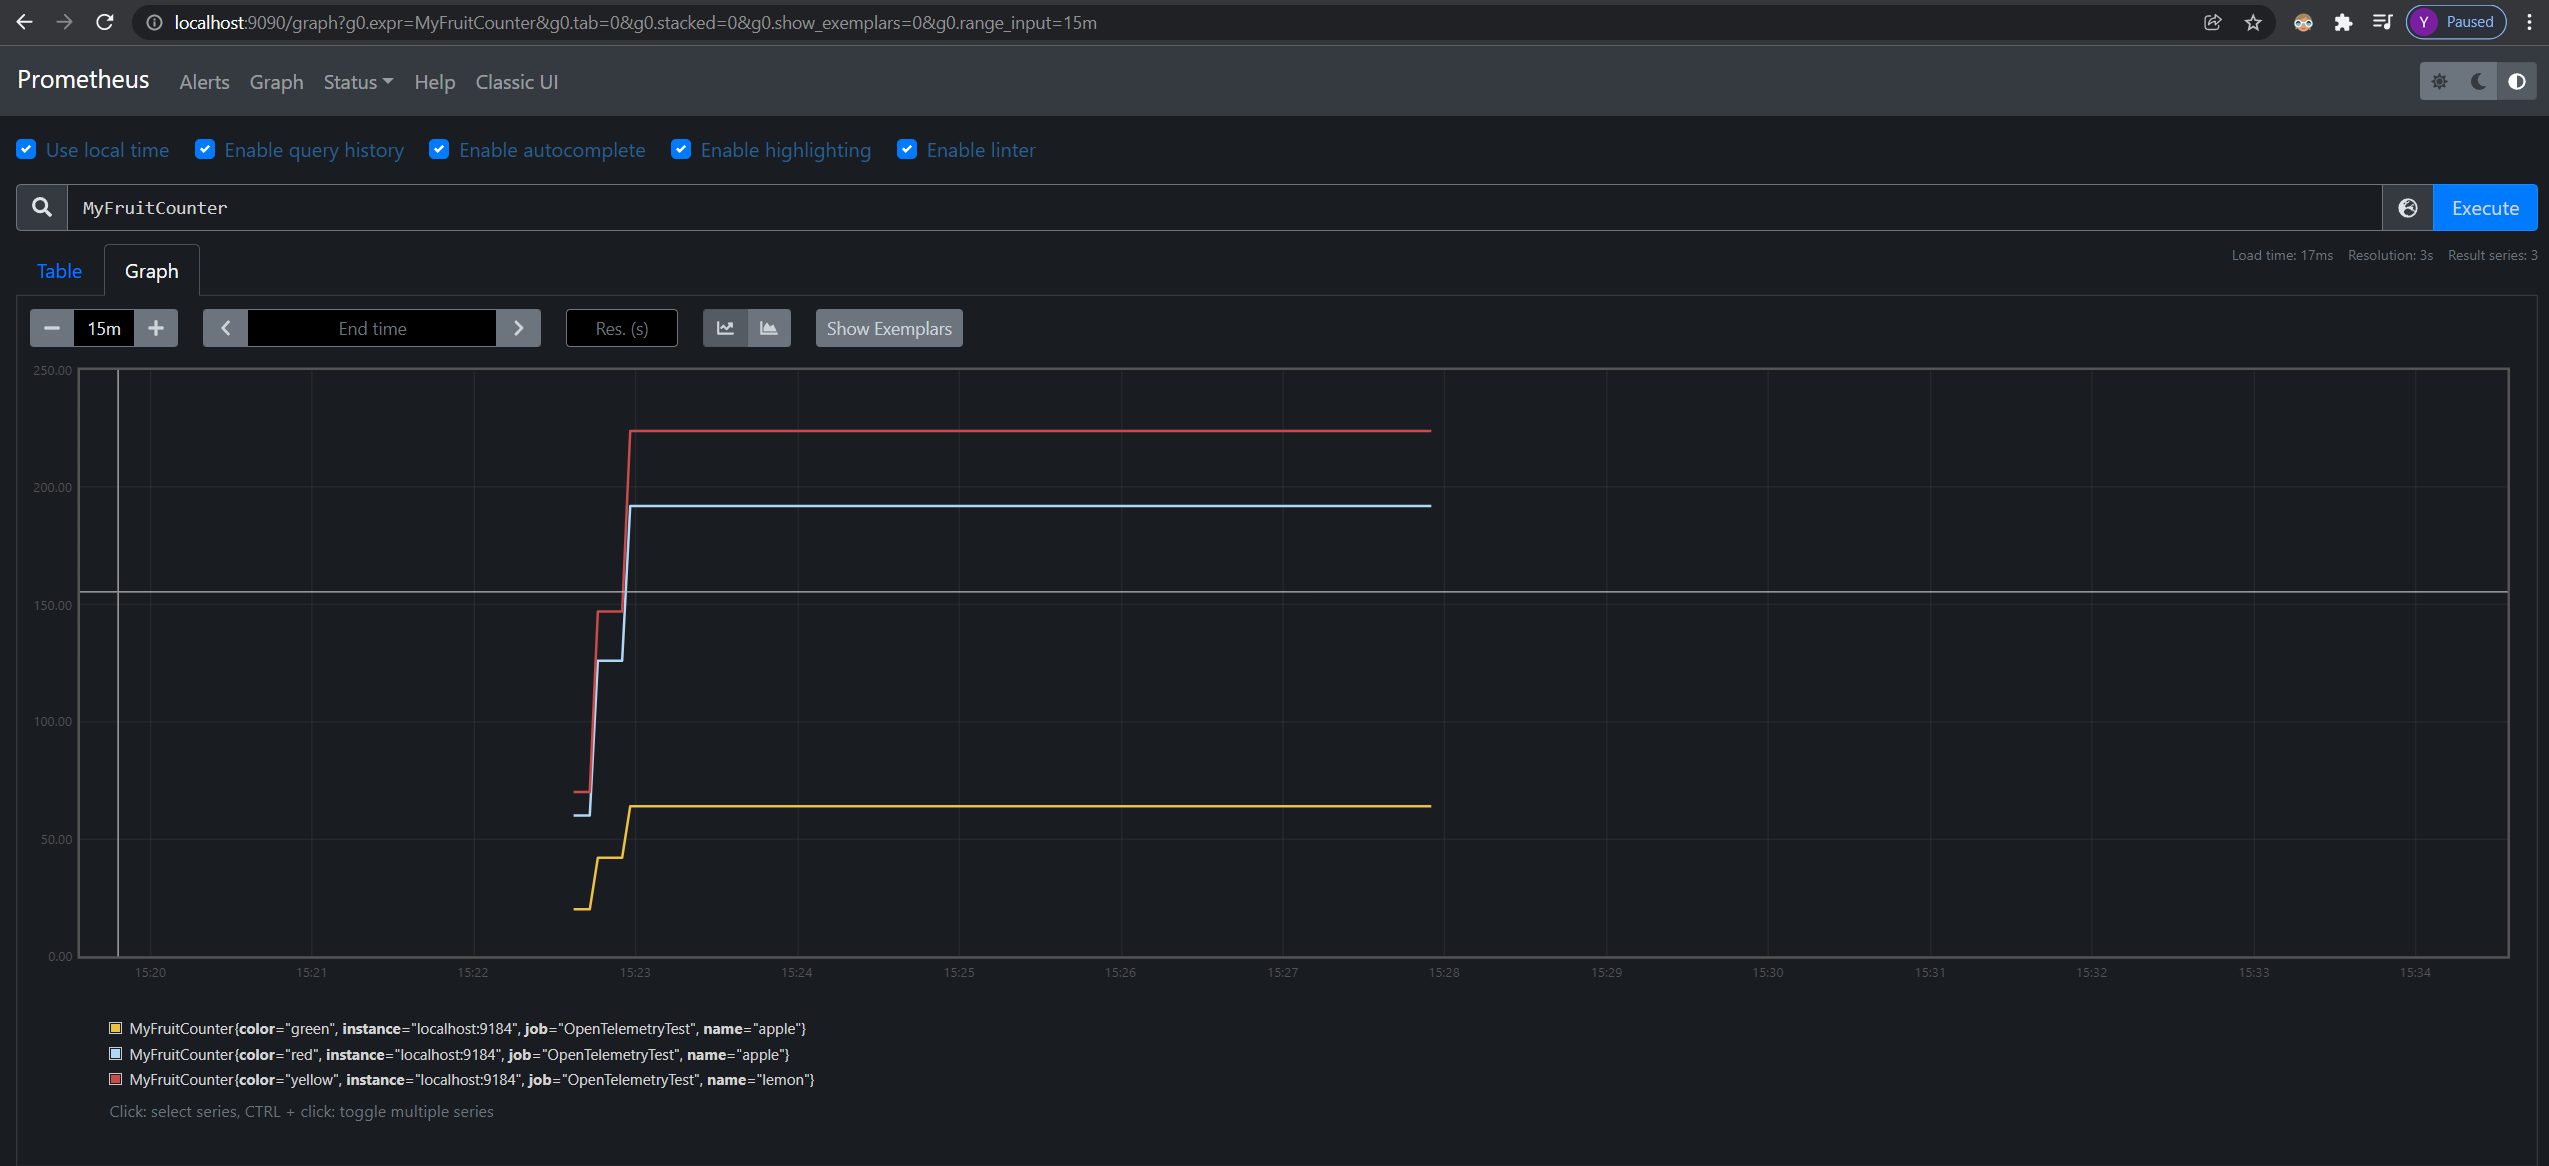 localhost:9090/graph?g0.expr=MyFruitCounter&g0.tab=0&g0.stacked=0&g0.show_exemplars=0&g0.range_input=15m
Y Paused
Prometheus Alerts Graph Status Help Classic UI
Use local time Enable query history Enable autocomplete Enable highlighting Enable linter
MyFruitCounter Execute
Table Graph
Load time: 17ms Resolution: 3s Result series: 3
15m End time Res. (s) Show Exemplars
250.00
200.00
150.00
100.00
50.00
0.00
15:20 15:21 15:22 15:23 15:24 15:25 15:26 15:27 15:28 15:29 15:30 15:31 15:32 15:33 15:34
MyFruitCounter{color="green", instance="localhost:9184", job="OpenTelemetryTest", name="apple"}
MyFruitCounter{color="red", instance="localhost:9184", job="OpenTelemetryTest", name="apple"}
MyFruitCounter{color="yellow", instance="localhost:9184", job="OpenTelemetryTest", name="lemon"}
Click: select series, CTRL + click: toggle multiple series